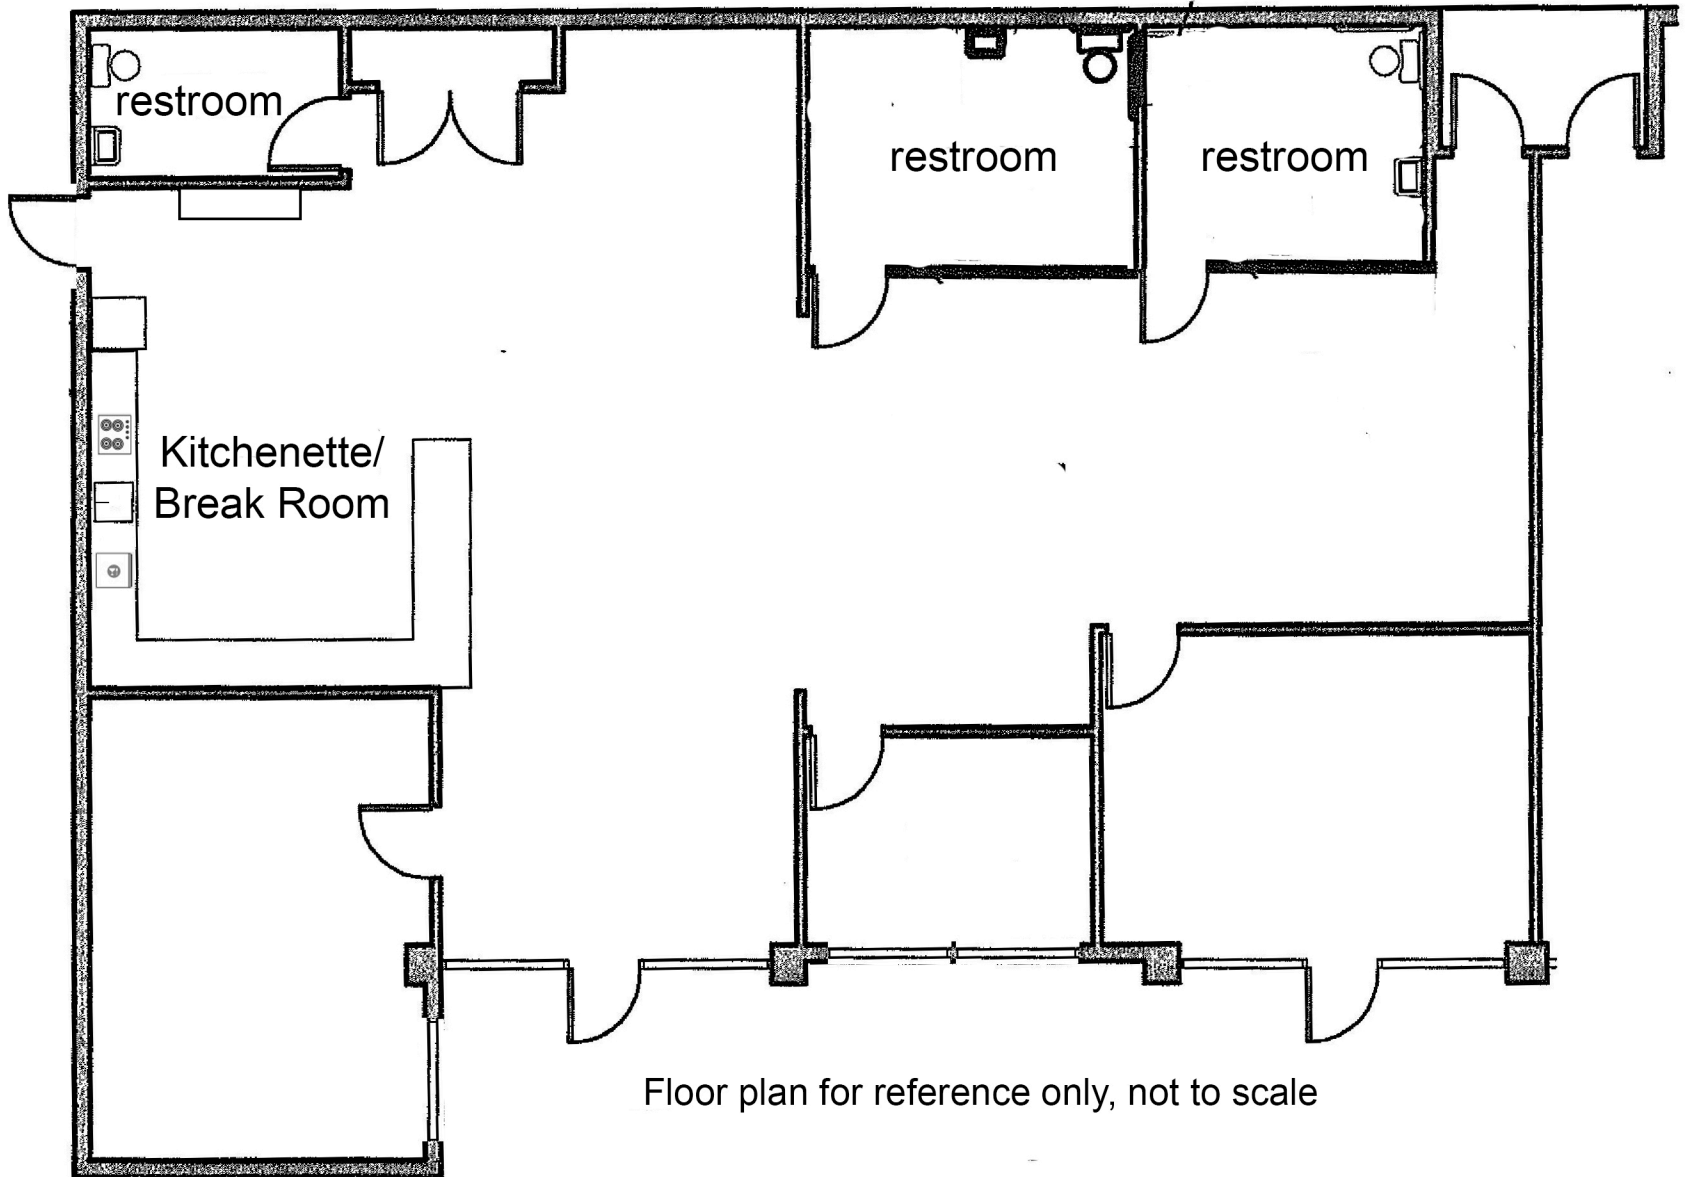 restroom
restroom
restroom
Kitchenette/
Break Room
Floor plan for reference only, not to scale